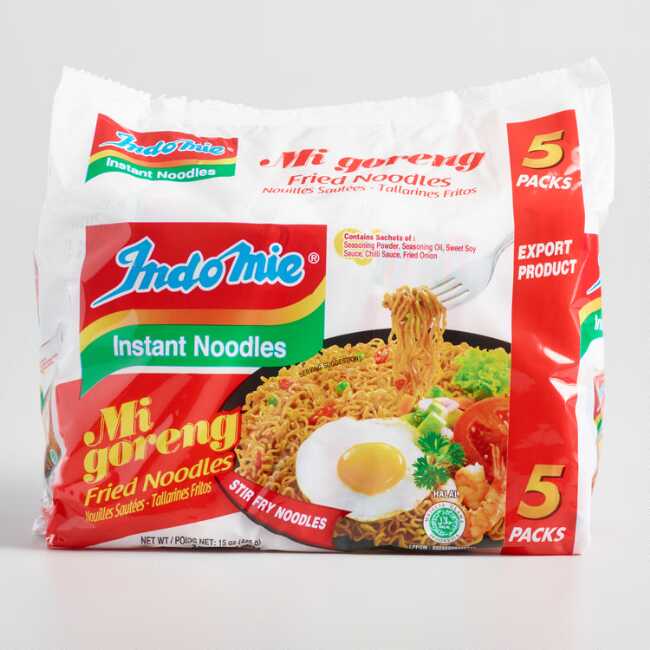 Indomie
Instant Noodles
Mi goreng
Fried Noodles
Nouilles Sautées - Tallarines Fritos
5
PACKS
Contains Sachets of :
Seasoning Powder, Seasoning Oil, Sweet Soy
Sauce, Chilli Sauce, Fried Onion
EXPORT
PRODUCT
Indomie®
Instant Noodles
SERVING SUGGESTION
Mi
goreng
Fried Noodles
Nouilles Sautées - Tallarines Fritos
STIR FRY NOODLES
HALAL
5
PACKS
NET WT / POIDS NET : 15 oz